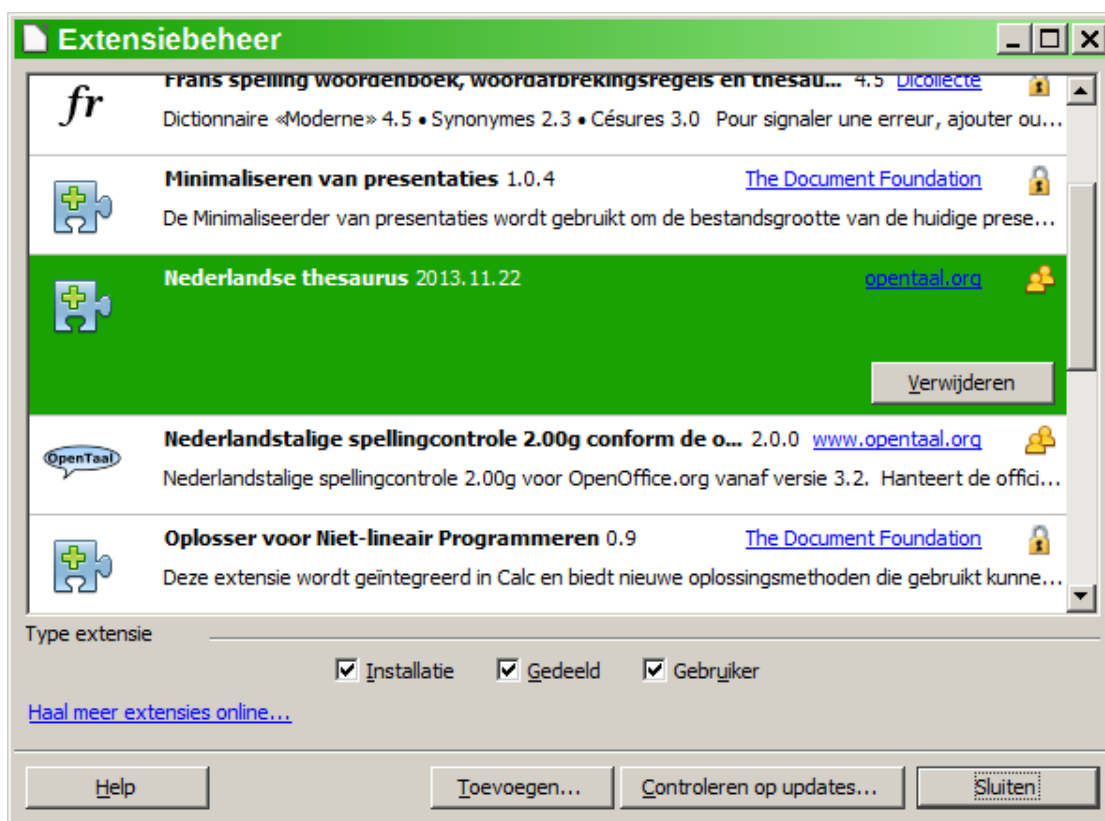 Extensiebeheer
fr
Frans spelling woordenboek, woordafbrekingsregels en thesau... 4.5 Dicollecte
Dictionnaire «Moderne» 4.5 • Synonymes 2.3 • Césures 3.0 Pour signaler une erreur, ajouter ou...
Minimaliseren van presentaties 1.0.4 The Document Foundation
De Minimaliseerder van presentaties wordt gebruikt om de bestandsgrootte van de huidige prese...
Nederlandse thesaurus 2013.11.22 opentaal.org
Verwijderen
Nederlandstalige spellingcontrole 2.00g conform de o... 2.0.0 www.opentaal.org
OpenTaal
Nederlandstalige spellingcontrole 2.00g voor OpenOffice.org vanaf versie 3.2. Hanteert de offici...
Oplosser voor Niet-lineair Programmeren 0.9 The Document Foundation
Deze extensie wordt geïntegreerd in Calc en biedt nieuwe oplossingsmethoden die gebruikt kunne...
Type extensie
Installatie Gedeeld Gebruiker
Haal meer extensies online...
Help Toevoegen... Controleren op updates... Sluiten